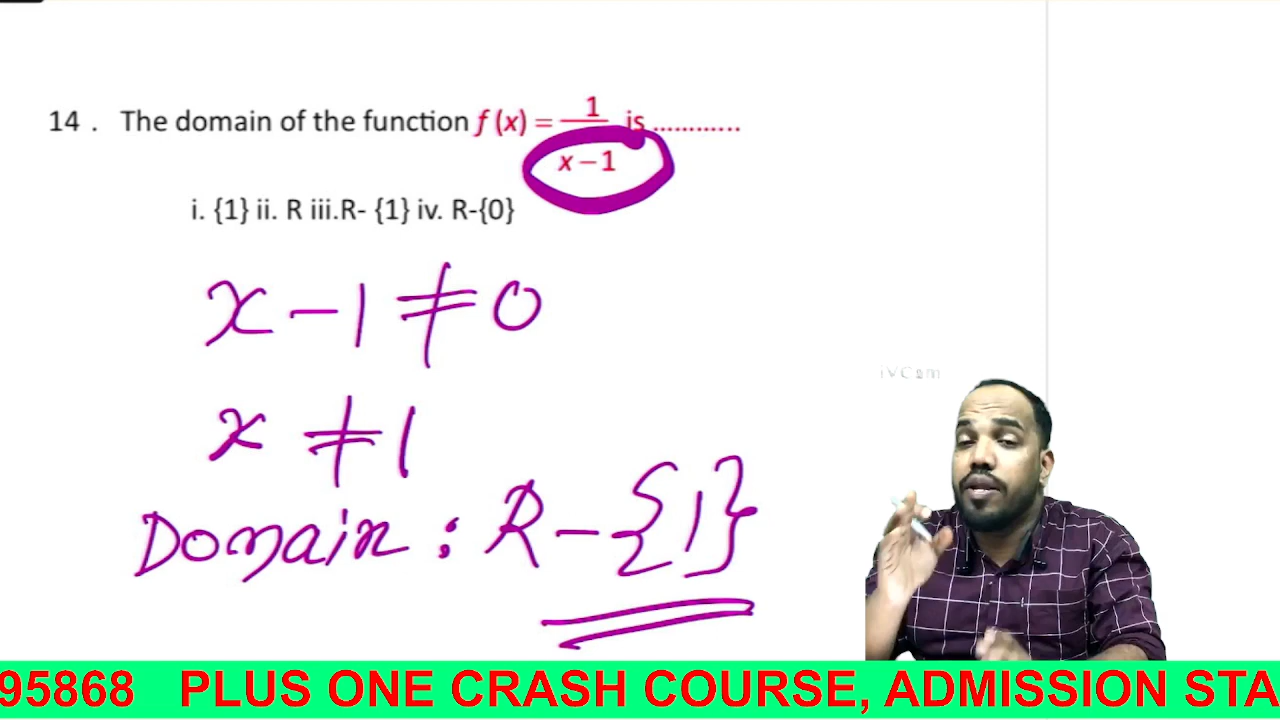 14 . The domain of the function f (x) = 1 / x – 1 is ............
i. {1} ii. R iii.R- {1} iv. R-{0}
x - 1 ≠ 0
x ≠ 1
Domain : R - {1}
iVCam
95868 PLUS ONE CRASH COURSE, ADMISSION STA